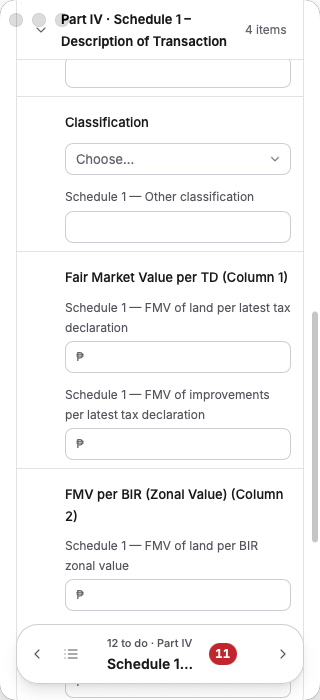 Part IV · Schedule 1 –
Description of Transaction
4 items
Classification
Choose...
Schedule 1 — Other classification
Fair Market Value per TD (Column 1)
Schedule 1 — FMV of land per latest tax
declaration
₱
Schedule 1 — FMV of improvements
per latest tax declaration
₱
FMV per BIR (Zonal Value) (Column
2)
Schedule 1 — FMV of land per BIR
zonal value
₱
12 to do · Part IV
Schedule 1...
11